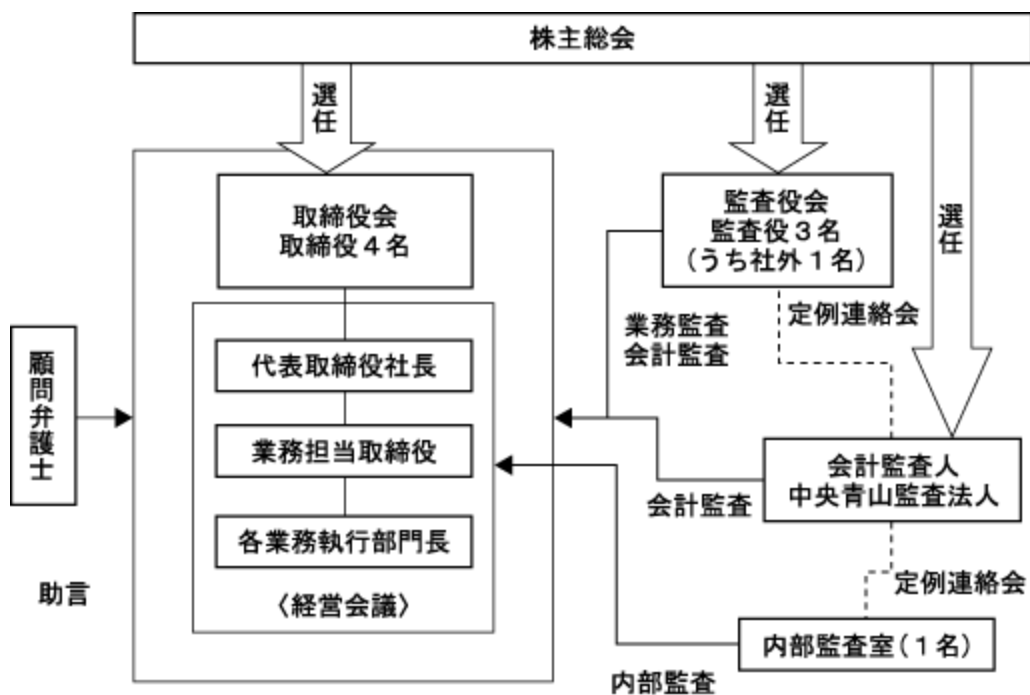 株主総会
選任
選任
選任
取締役会
取締役4名
監査役会
監査役3名
(うち社外1名)
定例連絡会
業務監査
会計監査
顧問弁護士
代表取締役社長
業務担当取締役
各業務執行部門長
〈経営会議〉
助言
会計監査人
中央青山監査法人
会計監査
定例連絡会
内部監査室(1名)
内部監査